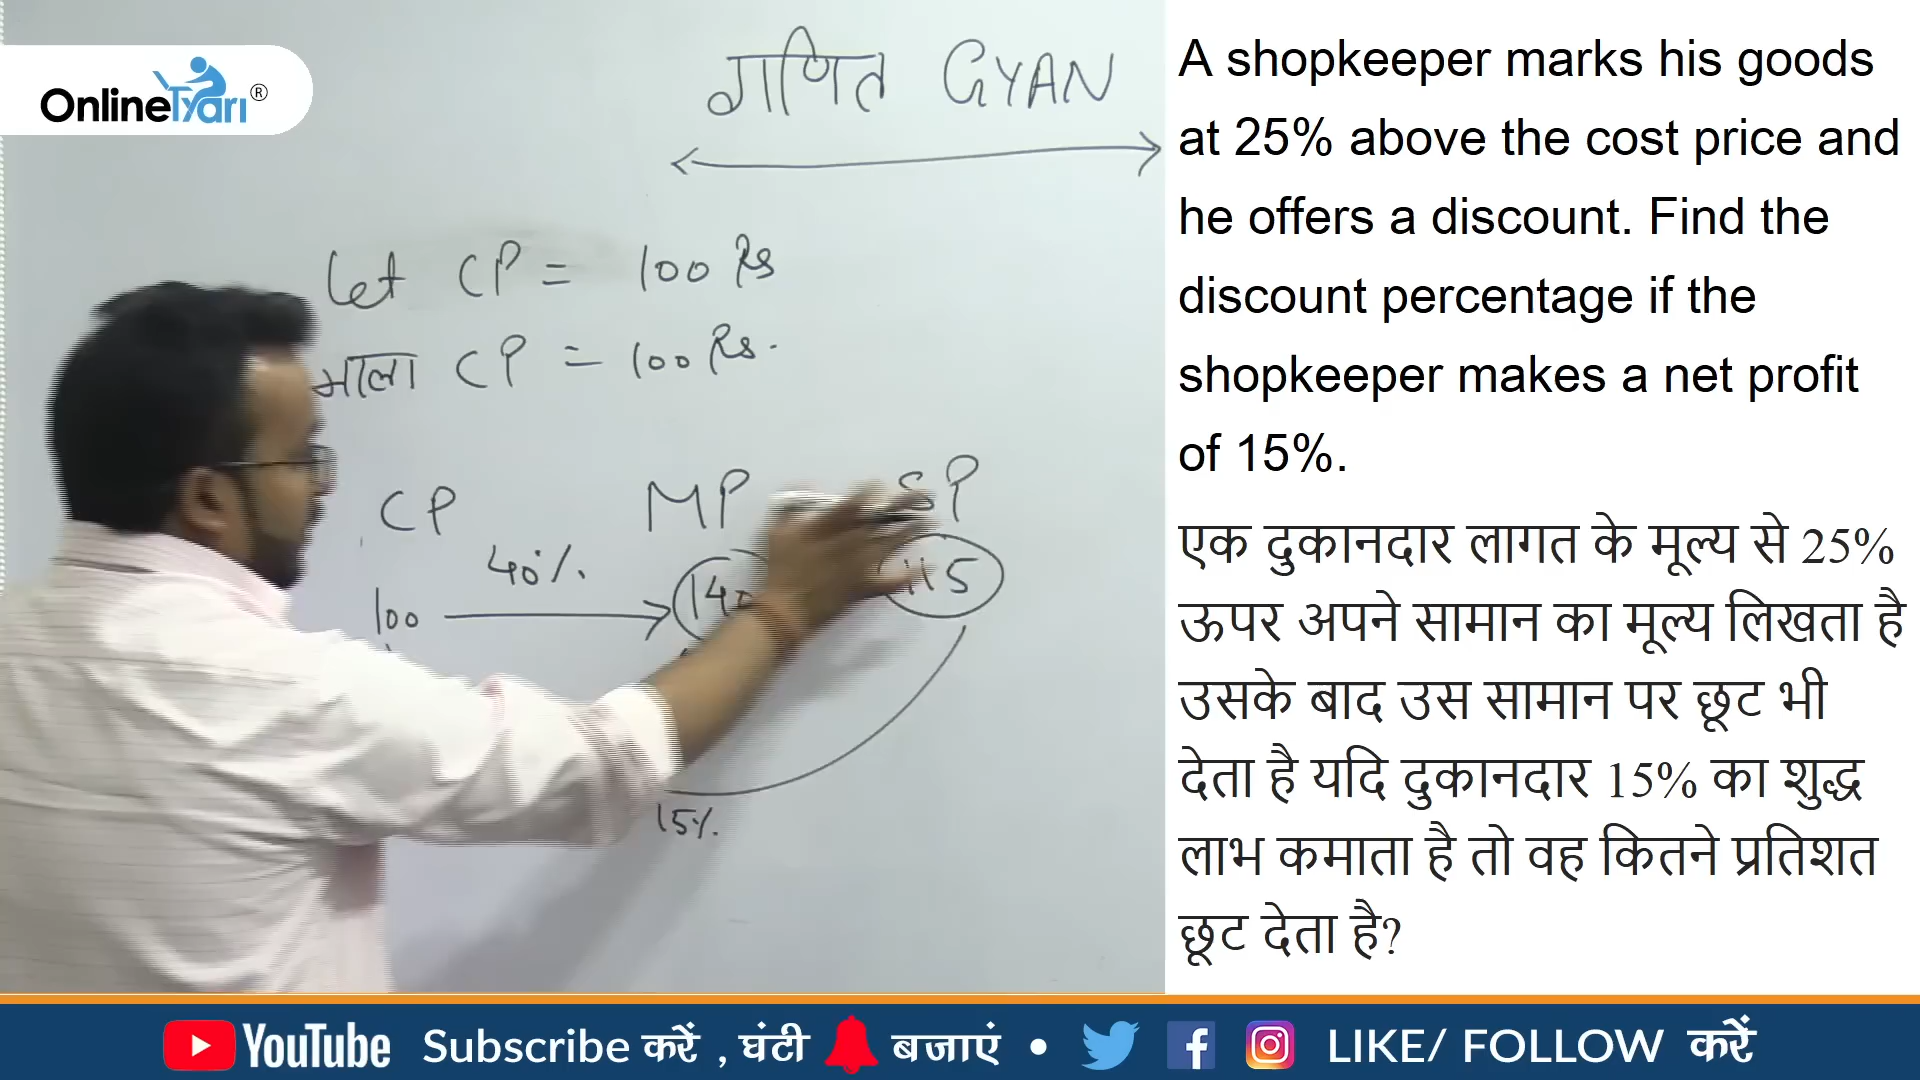 OnlineTyari®
गणित GYAN
Let CP = 100 Rs
माना CP = 100 Rs.
CP MP SP
40%
100 140 115
15%
A shopkeeper marks his goods
at 25% above the cost price and
he offers a discount. Find the
discount percentage if the
shopkeeper makes a net profit
of 15%.
एक दुकानदार लागत के मूल्य से 25%
ऊपर अपने सामान का मूल्य लिखता है
उसके बाद उस सामान पर छूट भी
देता है यदि दुकानदार 15% का शुद्ध
लाभ कमाता है तो वह कितने प्रतिशत
छूट देता है?
YouTube Subscribe करें , घंटी बजाएं • LIKE/ FOLLOW करें